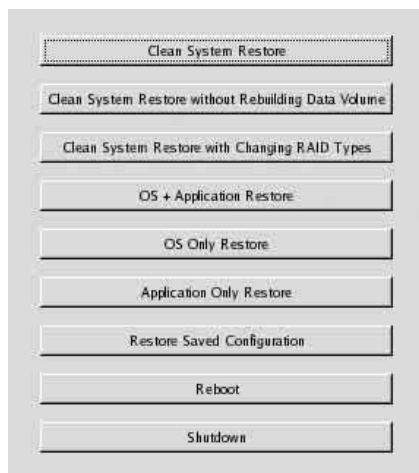 Clean System Restore
Clean System Restore without Rebuilding Data Volume
Clean System Restore with Changing RAID Types
OS + Application Restore
OS Only Restore
Application Only Restore
Restore Saved Configuration
Reboot
Shutdown